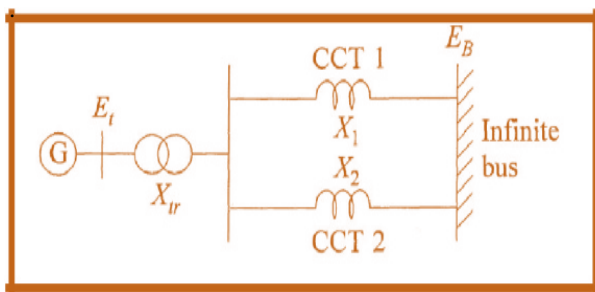 CCT 1
E_B
E_t
X_1
Infinite
bus
G
X_2
X_tr
CCT 2